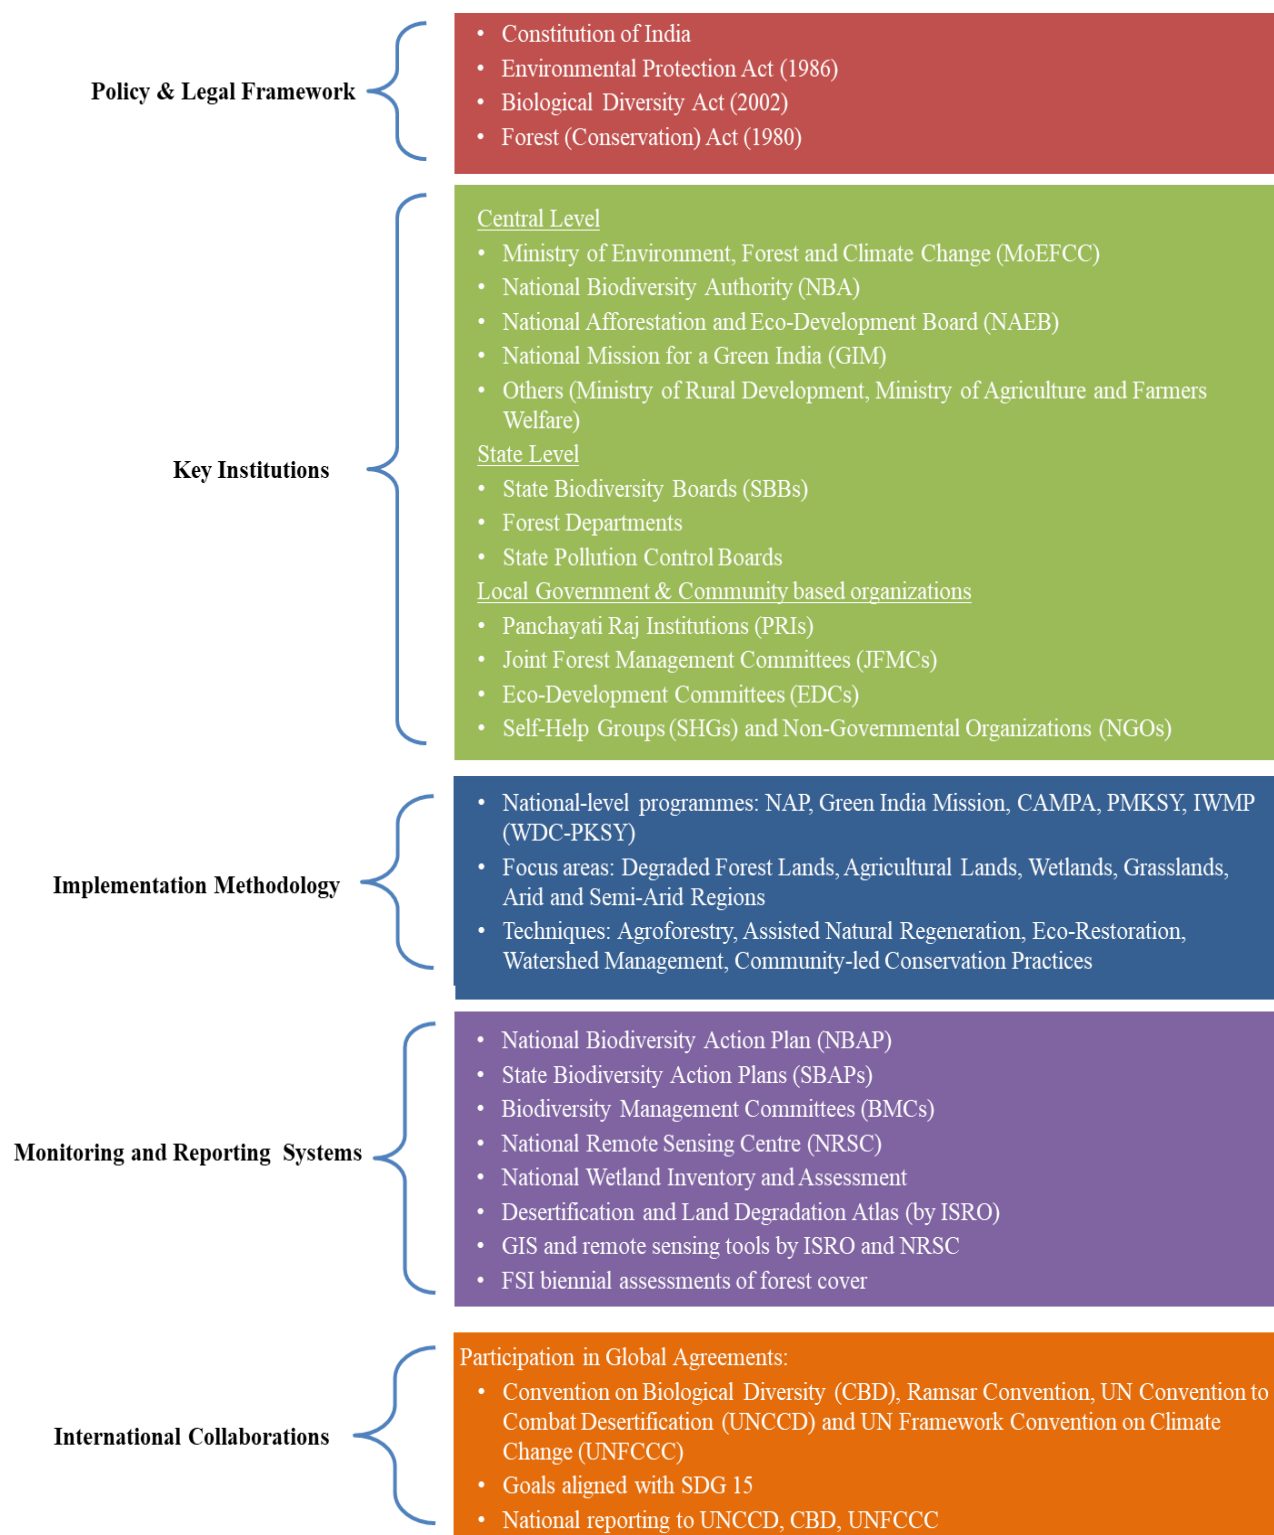 Policy & Legal Framework
• Constitution of India
• Environmental Protection Act (1986)
• Biological Diversity Act (2002)
• Forest (Conservation) Act (1980)
Key Institutions
Central Level
• Ministry of Environment, Forest and Climate Change (MoEFCC)
• National Biodiversity Authority (NBA)
• National Afforestation and Eco-Development Board (NAEB)
• National Mission for a Green India (GIM)
• Others (Ministry of Rural Development, Ministry of Agriculture and Farmers
Welfare)
State Level
• State Biodiversity Boards (SBBs)
• Forest Departments
• State Pollution Control Boards
Local Government & Community based organizations
• Panchayati Raj Institutions (PRIs)
• Joint Forest Management Committees (JFMCs)
• Eco-Development Committees (EDCs)
• Self-Help Groups (SHGs) and Non-Governmental Organizations (NGOs)
Implementation Methodology
• National-level programmes: NAP, Green India Mission, CAMPA, PMKSY, IWMP
(WDC-PKSY)
• Focus areas: Degraded Forest Lands, Agricultural Lands, Wetlands, Grasslands,
Arid and Semi-Arid Regions
• Techniques: Agroforestry, Assisted Natural Regeneration, Eco-Restoration,
Watershed Management, Community-led Conservation Practices
Monitoring and Reporting Systems
• National Biodiversity Action Plan (NBAP)
• State Biodiversity Action Plans (SBAPs)
• Biodiversity Management Committees (BMCs)
• National Remote Sensing Centre (NRSC)
• National Wetland Inventory and Assessment
• Desertification and Land Degradation Atlas (by ISRO)
• GIS and remote sensing tools by ISRO and NRSC
• FSI biennial assessments of forest cover
International Collaborations
Participation in Global Agreements:
• Convention on Biological Diversity (CBD), Ramsar Convention, UN Convention to
Combat Desertification (UNCCD) and UN Framework Convention on Climate
Change (UNFCCC)
• Goals aligned with SDG 15
• National reporting to UNCCD, CBD, UNFCCC